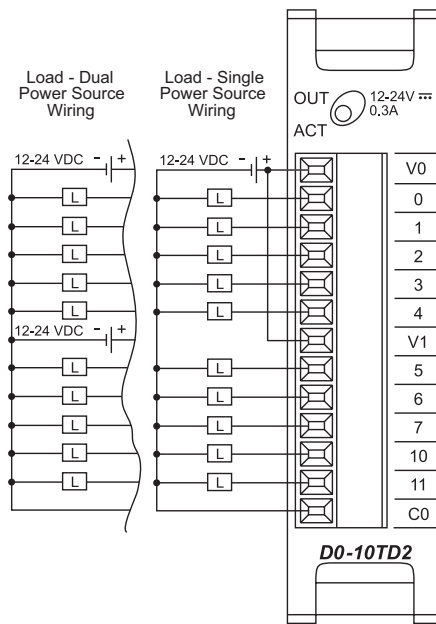 Load - Dual
Power Source
Wiring
Load - Single
Power Source
Wiring
OUT
12-24V ⎓
0.3A
ACT
12-24 VDC - +
12-24 VDC - +
V0
L
L
0
L
L
1
L
L
2
L
L
3
L
L
4
12-24 VDC - +
V1
L
L
5
L
L
6
L
L
7
L
L
10
L
L
11
C0
D0-10TD2